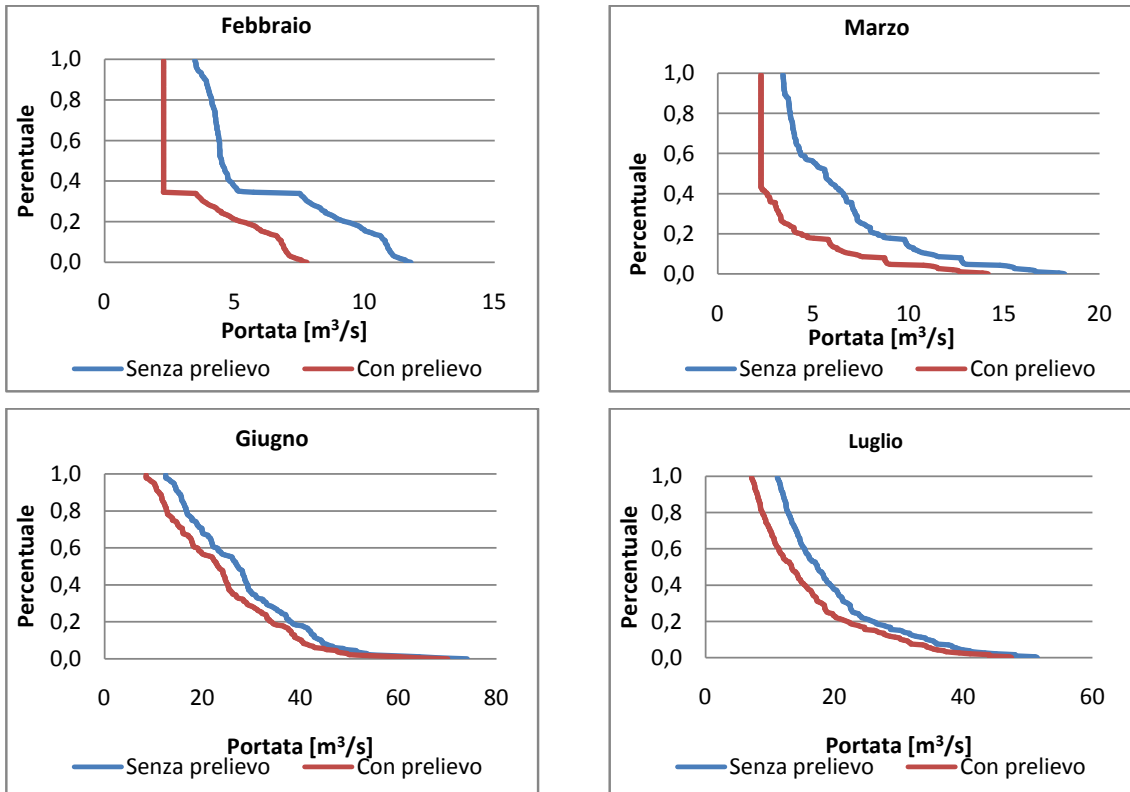 Febbraio
Perentuale
1,0
0,8
0,6
0,4
0,2
0,0
0 5 10 15
Portata [m³/s]
Senza prelievo Con prelievo
Marzo
Percentuale
1,0
0,8
0,6
0,4
0,2
0,0
0 5 10 15 20
Portata [m³/s]
Senza prelievo Con prelievo
Giugno
Percentuale
1,0
0,8
0,6
0,4
0,2
0,0
0 20 40 60 80
Portata [m³/s]
Senza prelievo Con prelievo
Luglio
Percentuale
1,0
0,8
0,6
0,4
0,2
0,0
0 20 40 60
Portata [m³/s]
Senza prelievo Con prelievo